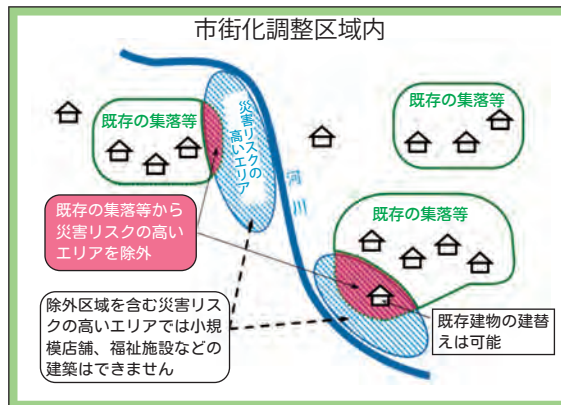 市街化調整区域内
既存の集落等
災害リスクの
高いエリア
既存の集落等
河川
既存の集落等から
災害リスクの高い
エリアを除外
既存の集落等
除外区域を含む災害リス
クの高いエリアでは小規
模店舗、福祉施設などの
建築はできません
既存建物の建替
えは可能